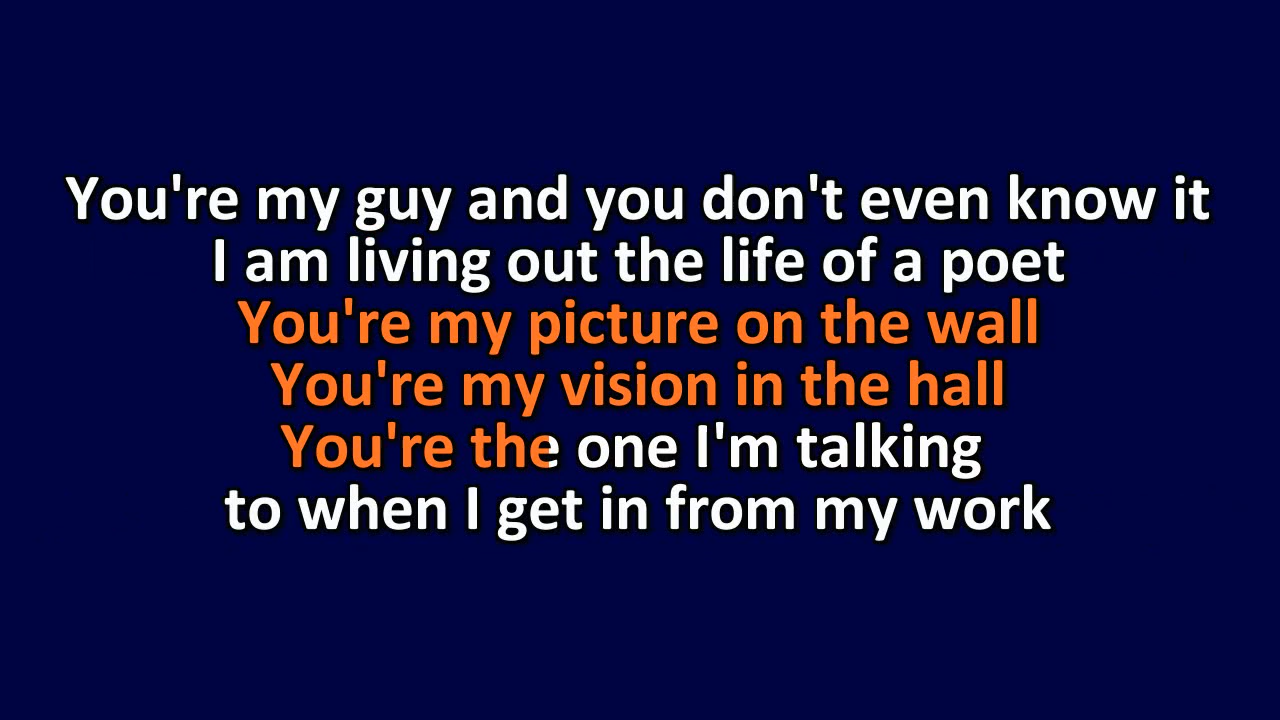 You're my guy and you don't even know it
I am living out the life of a poet
You're my picture on the wall
You're my vision in the hall
You're the one I'm talking
to when I get in from my work